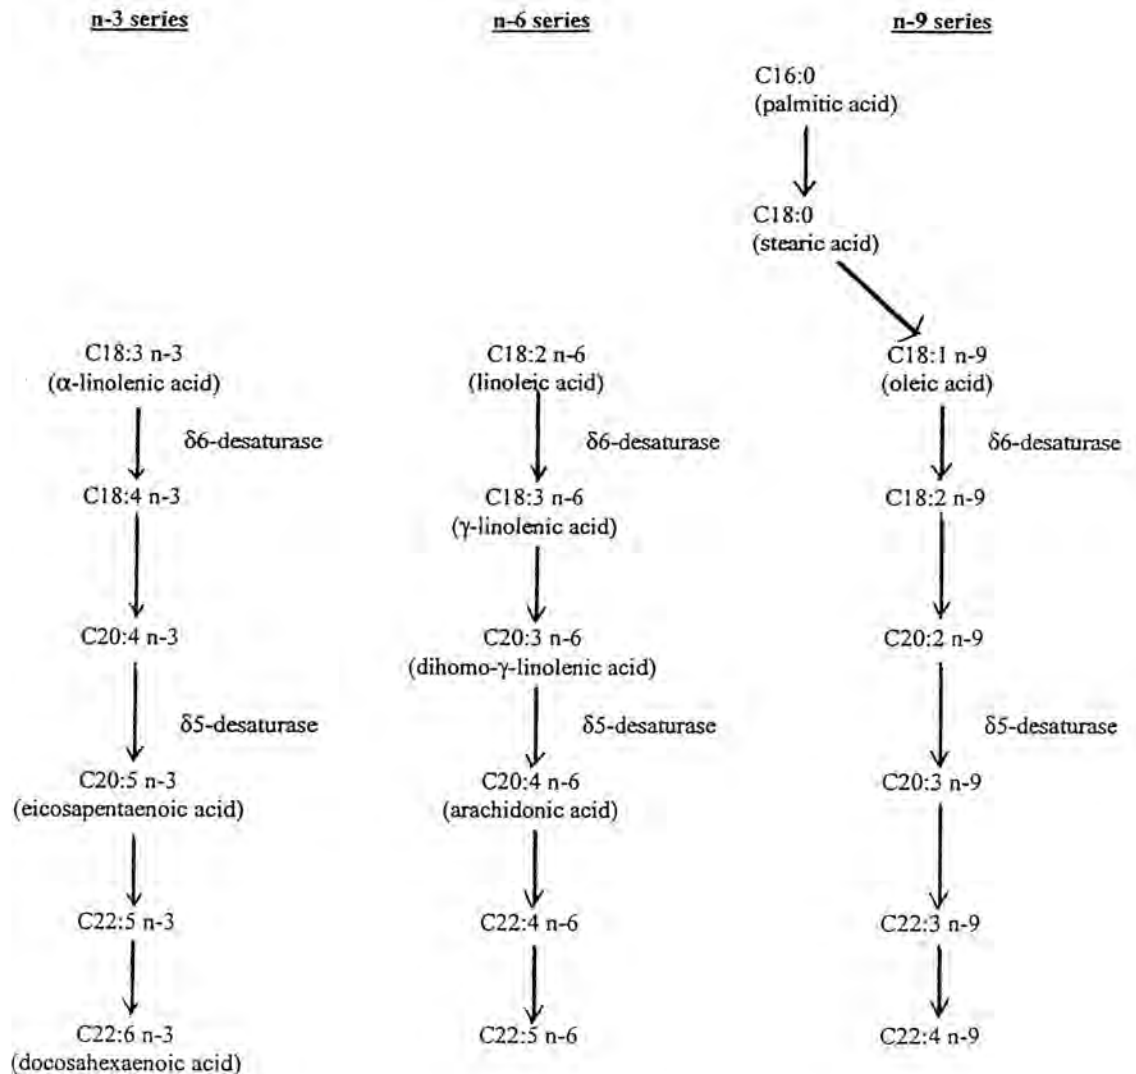 n-3 series
n-6 series
n-9 series
C16:0
(palmitic acid)
C18:0
(stearic acid)
C18:3 n-3
(α-linolenic acid)
C18:2 n-6
(linoleic acid)
C18:1 n-9
(oleic acid)
δ6-desaturase
δ6-desaturase
δ6-desaturase
C18:4 n-3
C18:3 n-6
(γ-linolenic acid)
C18:2 n-9
C20:4 n-3
C20:3 n-6
(dihomo-γ-linolenic acid)
C20:2 n-9
δ5-desaturase
δ5-desaturase
δ5-desaturase
C20:5 n-3
(eicosapentaenoic acid)
C20:4 n-6
(arachidonic acid)
C20:3 n-9
C22:5 n-3
C22:4 n-6
C22:3 n-9
C22:6 n-3
(docosahexaenoic acid)
C22:5 n-6
C22:4 n-9